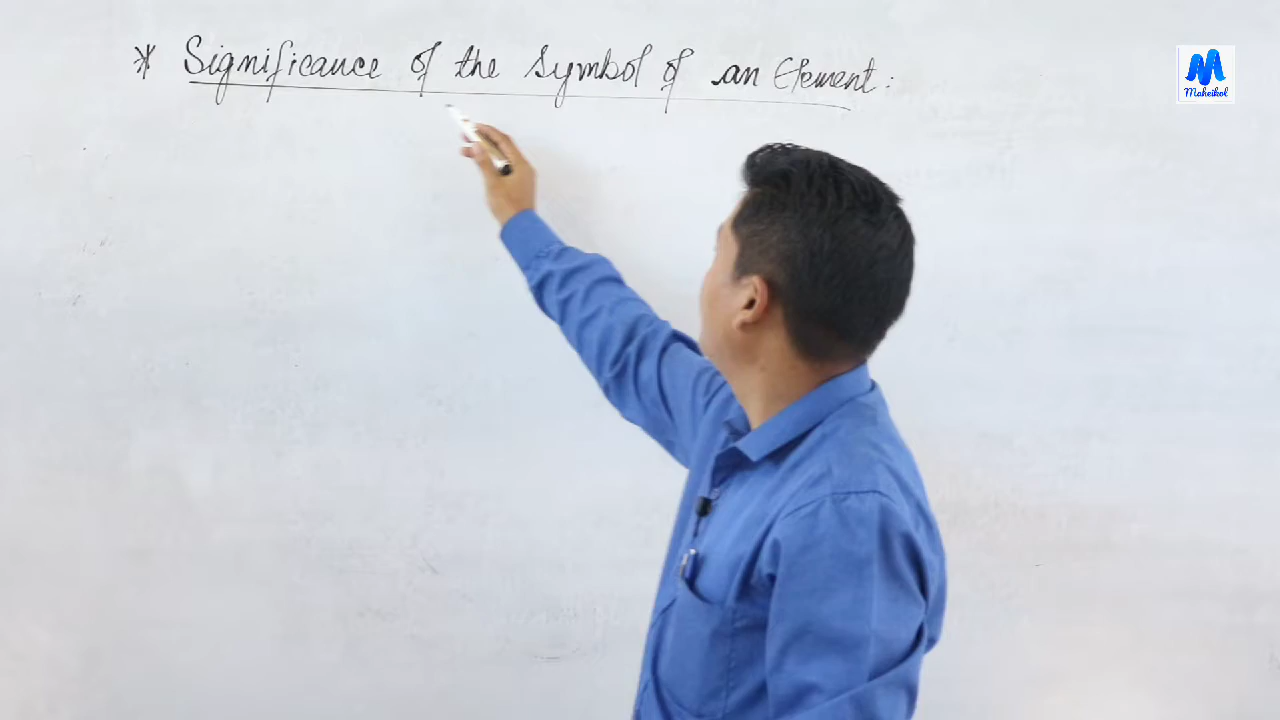 * Significance of the Symbol of an Element :
M
Maheikol